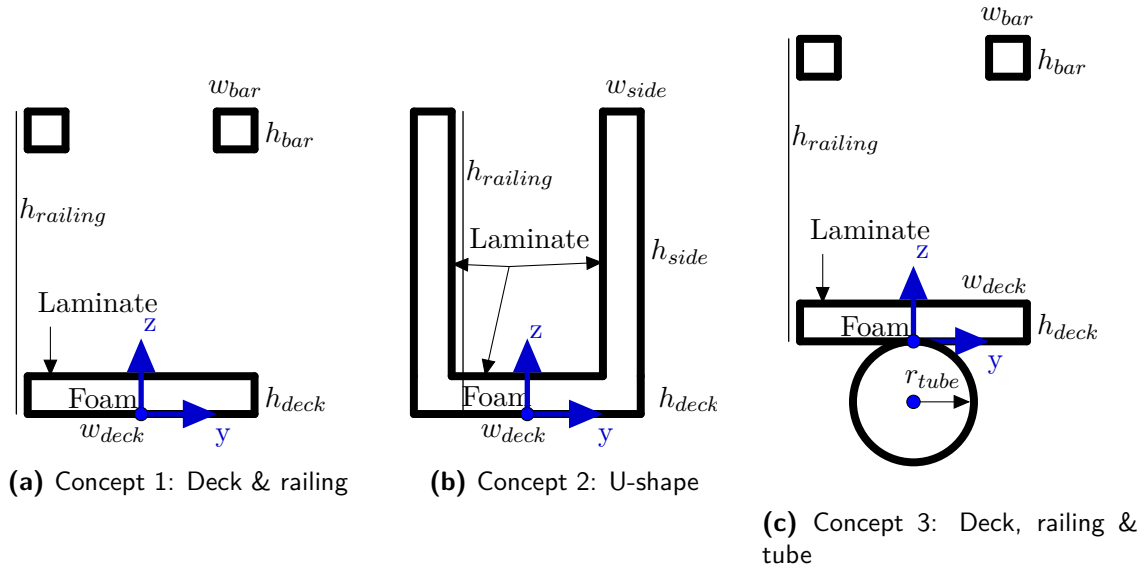 w_bar
h_bar
h_railing
Laminate
z
Foam
h_deck
w_deck
y
(a) Concept 1: Deck & railing
w_side
h_railing
Laminate
h_side
z
Foam
h_deck
w_deck
y
(b) Concept 2: U-shape
w_bar
h_bar
h_railing
Laminate
z
w_deck
Foam
h_deck
y
r_tube
(c) Concept 3: Deck, railing &
tube